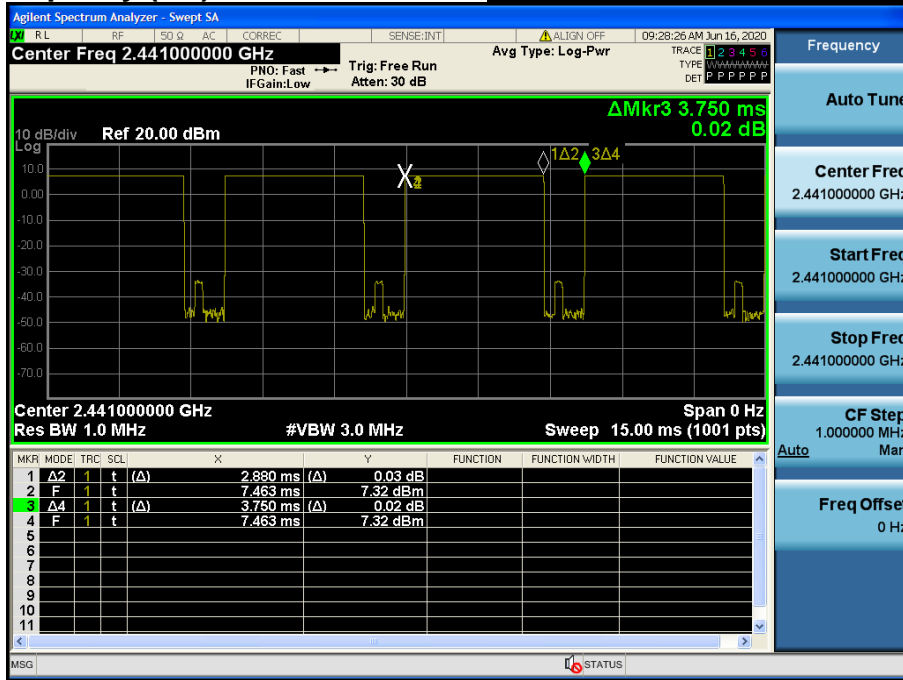 Agilent Spectrum Analyzer - Swept SA
RL RF 50 Ω AC CORREC SENSE:INT ALIGN OFF 09:28:26 AM Jun 16, 2020
Center Freq 2.441000000 GHz Avg Type: Log-Pwr TRACE 1 2 3 4 5 6
PNO: Fast Trig: Free Run TYPE WWWWWW
IFGain:Low Atten: 30 dB DET P P P P P P
ΔMkr3 3.750 ms
0.02 dB
10 dB/div Ref 20.00 dBm
Log
1Δ2 3Δ4
10.0
0.00
-10.0
-20.0
-30.0
-40.0
-50.0
-60.0
-70.0
Center 2.441000000 GHz Span 0 Hz
Res BW 1.0 MHz #VBW 3.0 MHz Sweep 15.00 ms (1001 pts)
MKR MODE TRC SCL X Y FUNCTION FUNCTION WIDTH FUNCTION VALUE
1 Δ2 1 t (Δ) 2.880 ms (Δ) 0.03 dB
2 F 1 t 7.463 ms 7.32 dBm
3 Δ4 1 t (Δ) 3.750 ms (Δ) 0.02 dB
4 F 1 t 7.463 ms 7.32 dBm
5
6
7
8
9
10
11
MSG STATUS
Frequency
Auto Tune
Center Freq
2.441000000 GHz
Start Freq
2.441000000 GHz
Stop Freq
2.441000000 GHz
CF Step
1.000000 MHz
Auto Man
Freq Offset
0 Hz